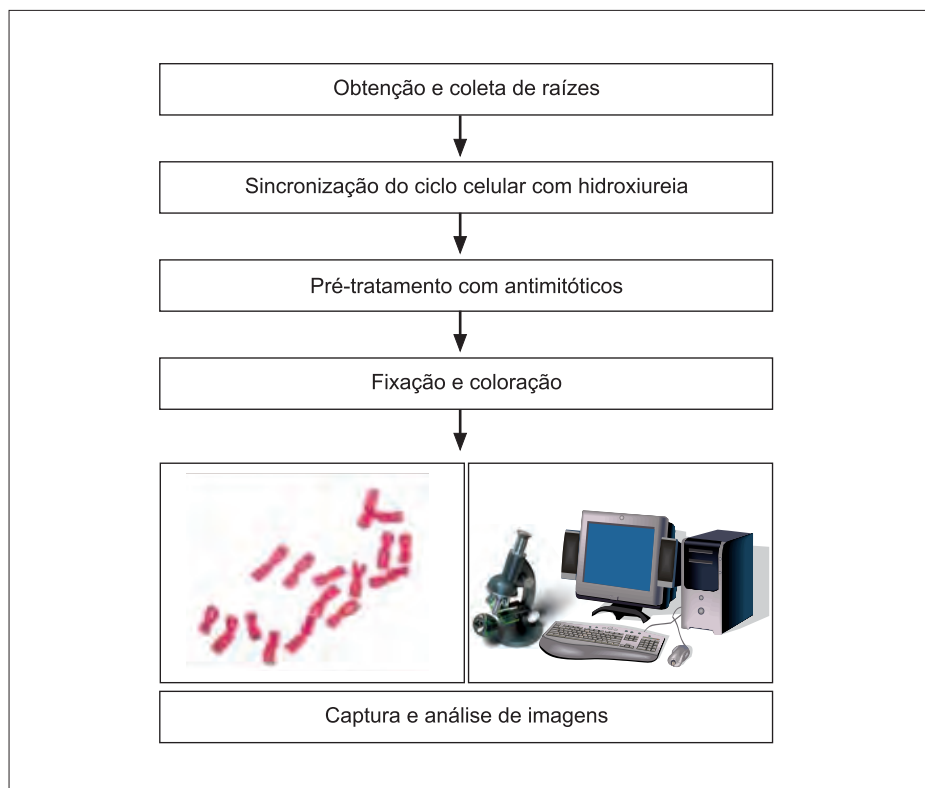 Obtenção e coleta de raízes
Sincronização do ciclo celular com hidroxiureia
Pré-tratamento com antimitóticos
Fixação e coloração
Captura e análise de imagens